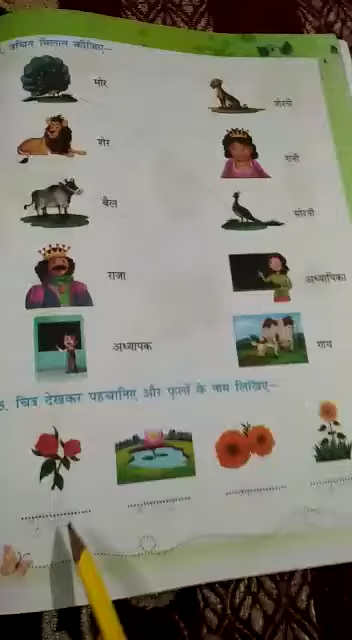 उचित मिलान कीजिए–
मोर शेरनी
शेर रानी
बैल मोरनी
राजा अध्यापिका
अध्यापक गाय
5. चित्र देखकर पहचानिए और फूलों के नाम लिखिए–